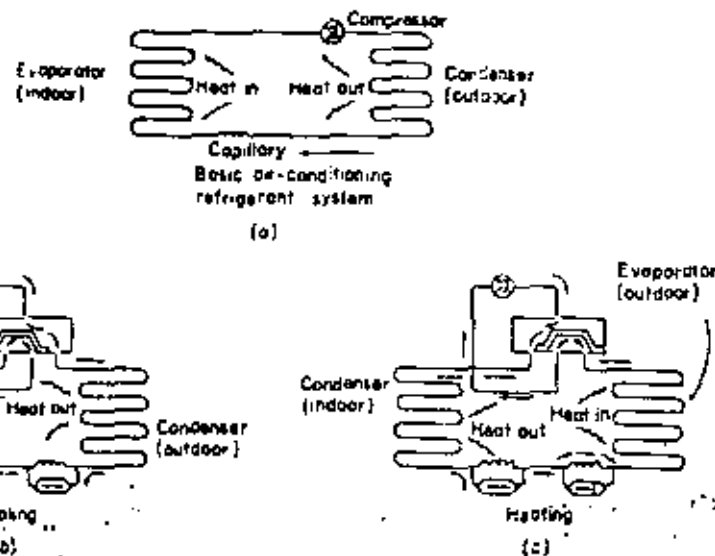 Compressor
Evaporator
(indoor)
Heat in
Heat out
Condenser
(outdoor)
Capillary
Basic air-conditioning
refrigerant system
(a)
Heat out
Condenser
(outdoor)
(b)
Evaporator
(outdoor)
Condenser
(indoor)
Heat out
Heat in
Heating
(c)